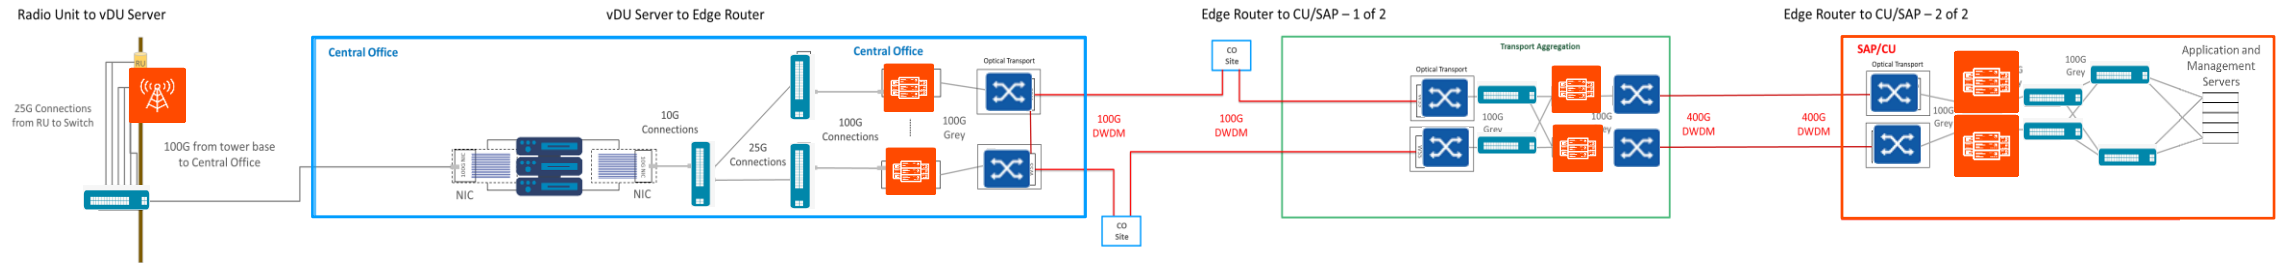 Radio Unit to vDU Server
vDU Server to Edge Router
Edge Router to CU/SAP – 1 of 2
Edge Router to CU/SAP – 2 of 2
RU
25G Connections
from RU to Switch
100G from tower base
to Central Office
Central Office
NIC
NIC
10G
Connections
25G
Connections
Central Office
100G
Connections
100G
Grey
Optical Transport
100G
DWDM
CO
Site
CO
Site
100G
DWDM
Transport Aggregation
Optical Transport
WSS
100G
Grey
100G
400G
DWDM
400G
DWDM
SAP/CU
Optical Transport
100G
Grey
100G
Grey
Application and
Management
Servers